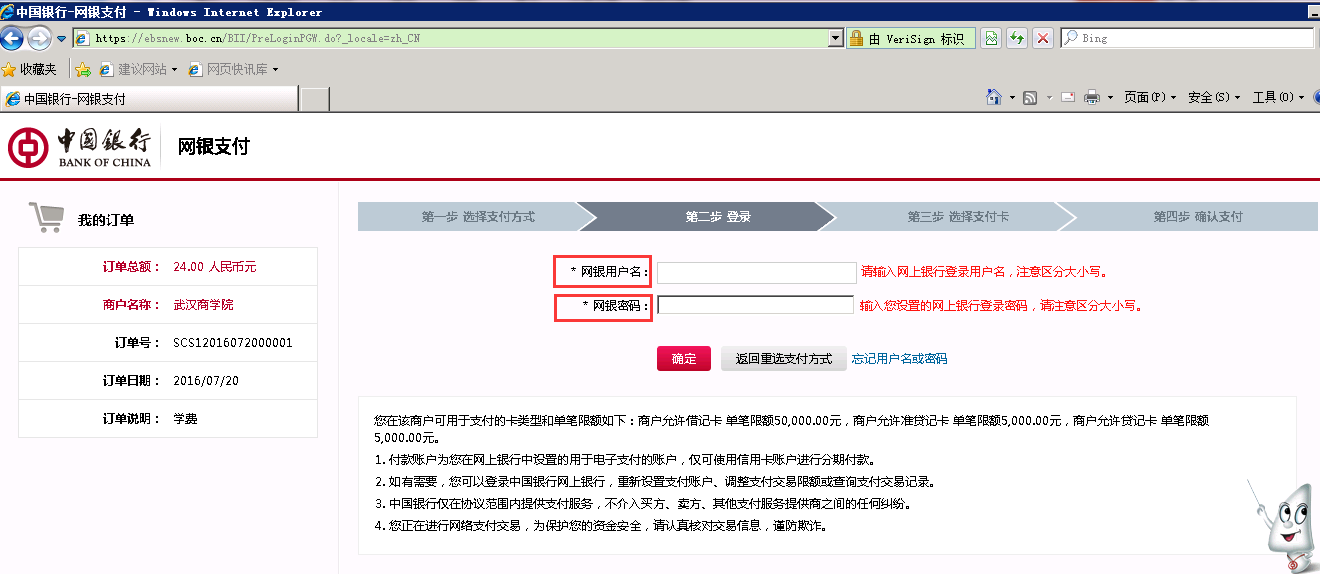 中国银行-网银支付 - Windows Internet Explorer
https://ebsnew.boc.cn/BII/PreLoginPGW.do?_locale=zh_CN
由 VeriSign 标识
Bing
收藏夹
建议网站
网页快讯库
中国银行-网银支付
页面(P)
安全(S)
工具(O)
中国银行
BANK OF CHINA
网银支付
我的订单
订单总额： 24.00 人民币元
商户名称： 武汉商学院
订单号： SCS12016072000001
订单日期： 2016/07/20
订单说明： 学费
第一步 选择支付方式
第二步 登录
第三步 选择支付卡
第四步 确认支付
* 网银用户名：
请输入网上银行登录用户名，注意区分大小写。
* 网银密码：
输入您设置的网上银行登录密码，请注意区分大小写。
确定
返回重选支付方式
忘记用户名或密码
您在该商户可用于支付的卡类型和单笔限额如下：商户允许借记卡 单笔限额50,000.00元，商户允许准贷记卡 单笔限额5,000.00元，商户允许贷记卡 单笔限额
5,000.00元。
1. 付款账户为您在网上银行中设置的用于电子支付的账户，仅可使用信用卡账户进行分期付款。
2. 如有需要，您可以登录中国银行网上银行，重新设置支付账户、调整支付交易限额或查询支付交易记录。
3. 中国银行仅在协议范围内提供支付服务，不介入买方、卖方、其他支付服务提供商之间的任何纠纷。
4. 您正在进行网络支付交易，为保护您的资金安全，请认真核对交易信息，谨防欺诈。